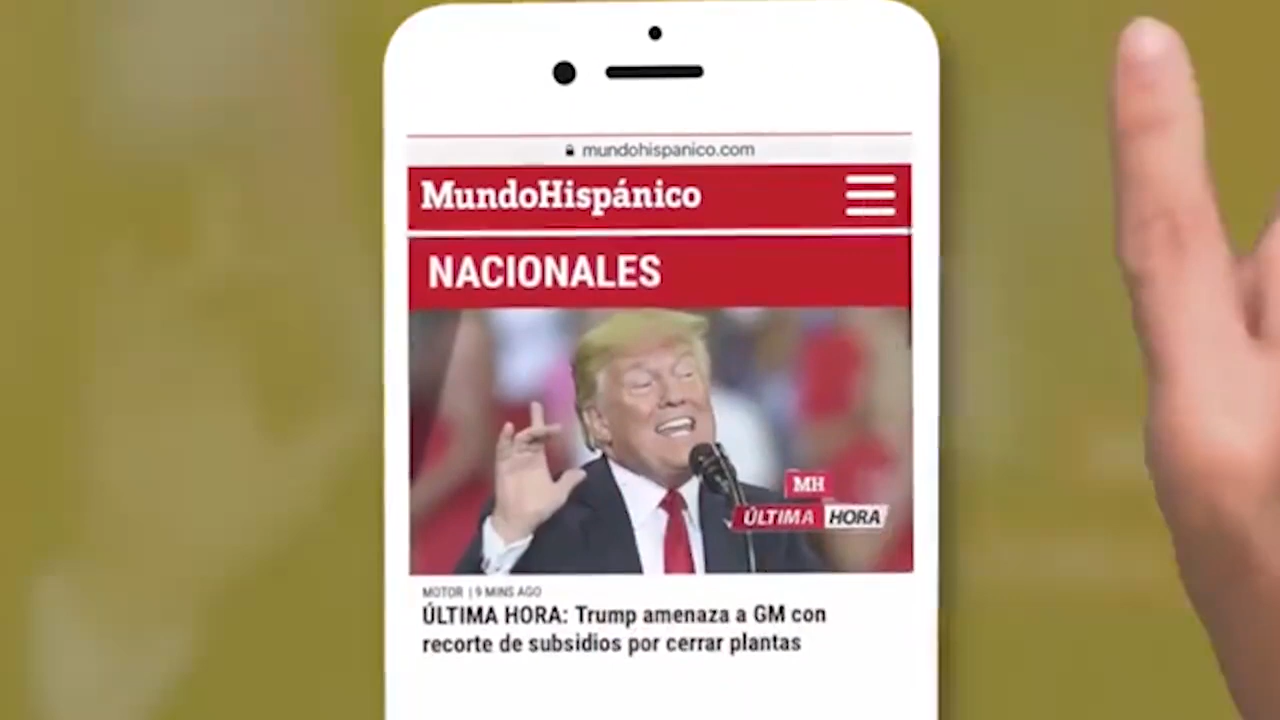 mundohispanico.com
MundoHispánico
NACIONALES
MH
ÚLTIMA HORA
MOTOR | 9 MINS AGO
ÚLTIMA HORA: Trump amenaza a GM con
recorte de subsidios por cerrar plantas